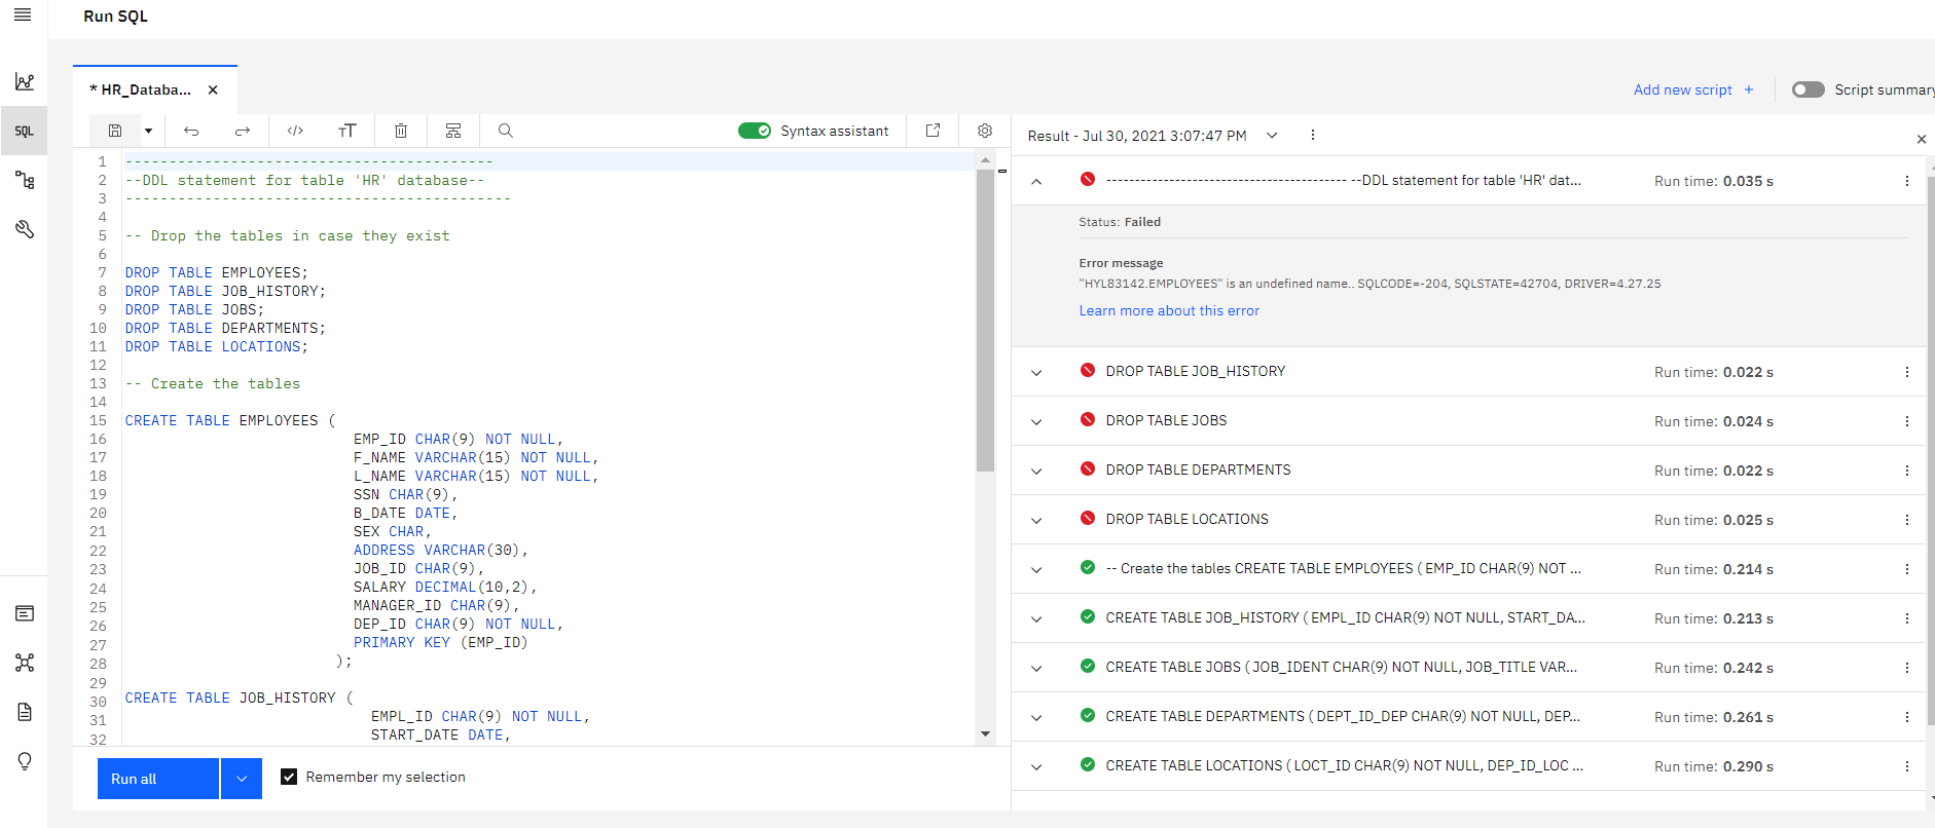 Run SQL
* HR_Databa...
Add new script +
Script summary
SQL
Syntax assistant
1 ------------------------------------------
2 --DDL statement for table 'HR' database--
3 --------------------------------------------
4
5 -- Drop the tables in case they exist
6
7 DROP TABLE EMPLOYEES;
8 DROP TABLE JOB_HISTORY;
9 DROP TABLE JOBS;
10 DROP TABLE DEPARTMENTS;
11 DROP TABLE LOCATIONS;
12
13 -- Create the tables
14
15 CREATE TABLE EMPLOYEES (
16 EMP_ID CHAR(9) NOT NULL,
17 F_NAME VARCHAR(15) NOT NULL,
18 L_NAME VARCHAR(15) NOT NULL,
19 SSN CHAR(9),
20 B_DATE DATE,
21 SEX CHAR,
22 ADDRESS VARCHAR(30),
23 JOB_ID CHAR(9),
24 SALARY DECIMAL(10,2),
25 MANAGER_ID CHAR(9),
26 DEP_ID CHAR(9) NOT NULL,
27 PRIMARY KEY (EMP_ID)
28 );
29
30 CREATE TABLE JOB_HISTORY (
31 EMPL_ID CHAR(9) NOT NULL,
32 START_DATE DATE,
Run all
Remember my selection
Result - Jul 30, 2021 3:07:47 PM
------------------------------------------ --DDL statement for table 'HR' dat... Run time: 0.035 s
Status: Failed
Error message
"HYL83142.EMPLOYEES" is an undefined name.. SQLCODE=-204, SQLSTATE=42704, DRIVER=4.27.25
Learn more about this error
DROP TABLE JOB_HISTORY Run time: 0.022 s
DROP TABLE JOBS Run time: 0.024 s
DROP TABLE DEPARTMENTS Run time: 0.022 s
DROP TABLE LOCATIONS Run time: 0.025 s
-- Create the tables CREATE TABLE EMPLOYEES ( EMP_ID CHAR(9) NOT ... Run time: 0.214 s
CREATE TABLE JOB_HISTORY ( EMPL_ID CHAR(9) NOT NULL, START_DA... Run time: 0.213 s
CREATE TABLE JOBS ( JOB_IDENT CHAR(9) NOT NULL, JOB_TITLE VAR... Run time: 0.242 s
CREATE TABLE DEPARTMENTS ( DEPT_ID_DEP CHAR(9) NOT NULL, DEP... Run time: 0.261 s
CREATE TABLE LOCATIONS ( LOCT_ID CHAR(9) NOT NULL, DEP_ID_LOC ... Run time: 0.290 s